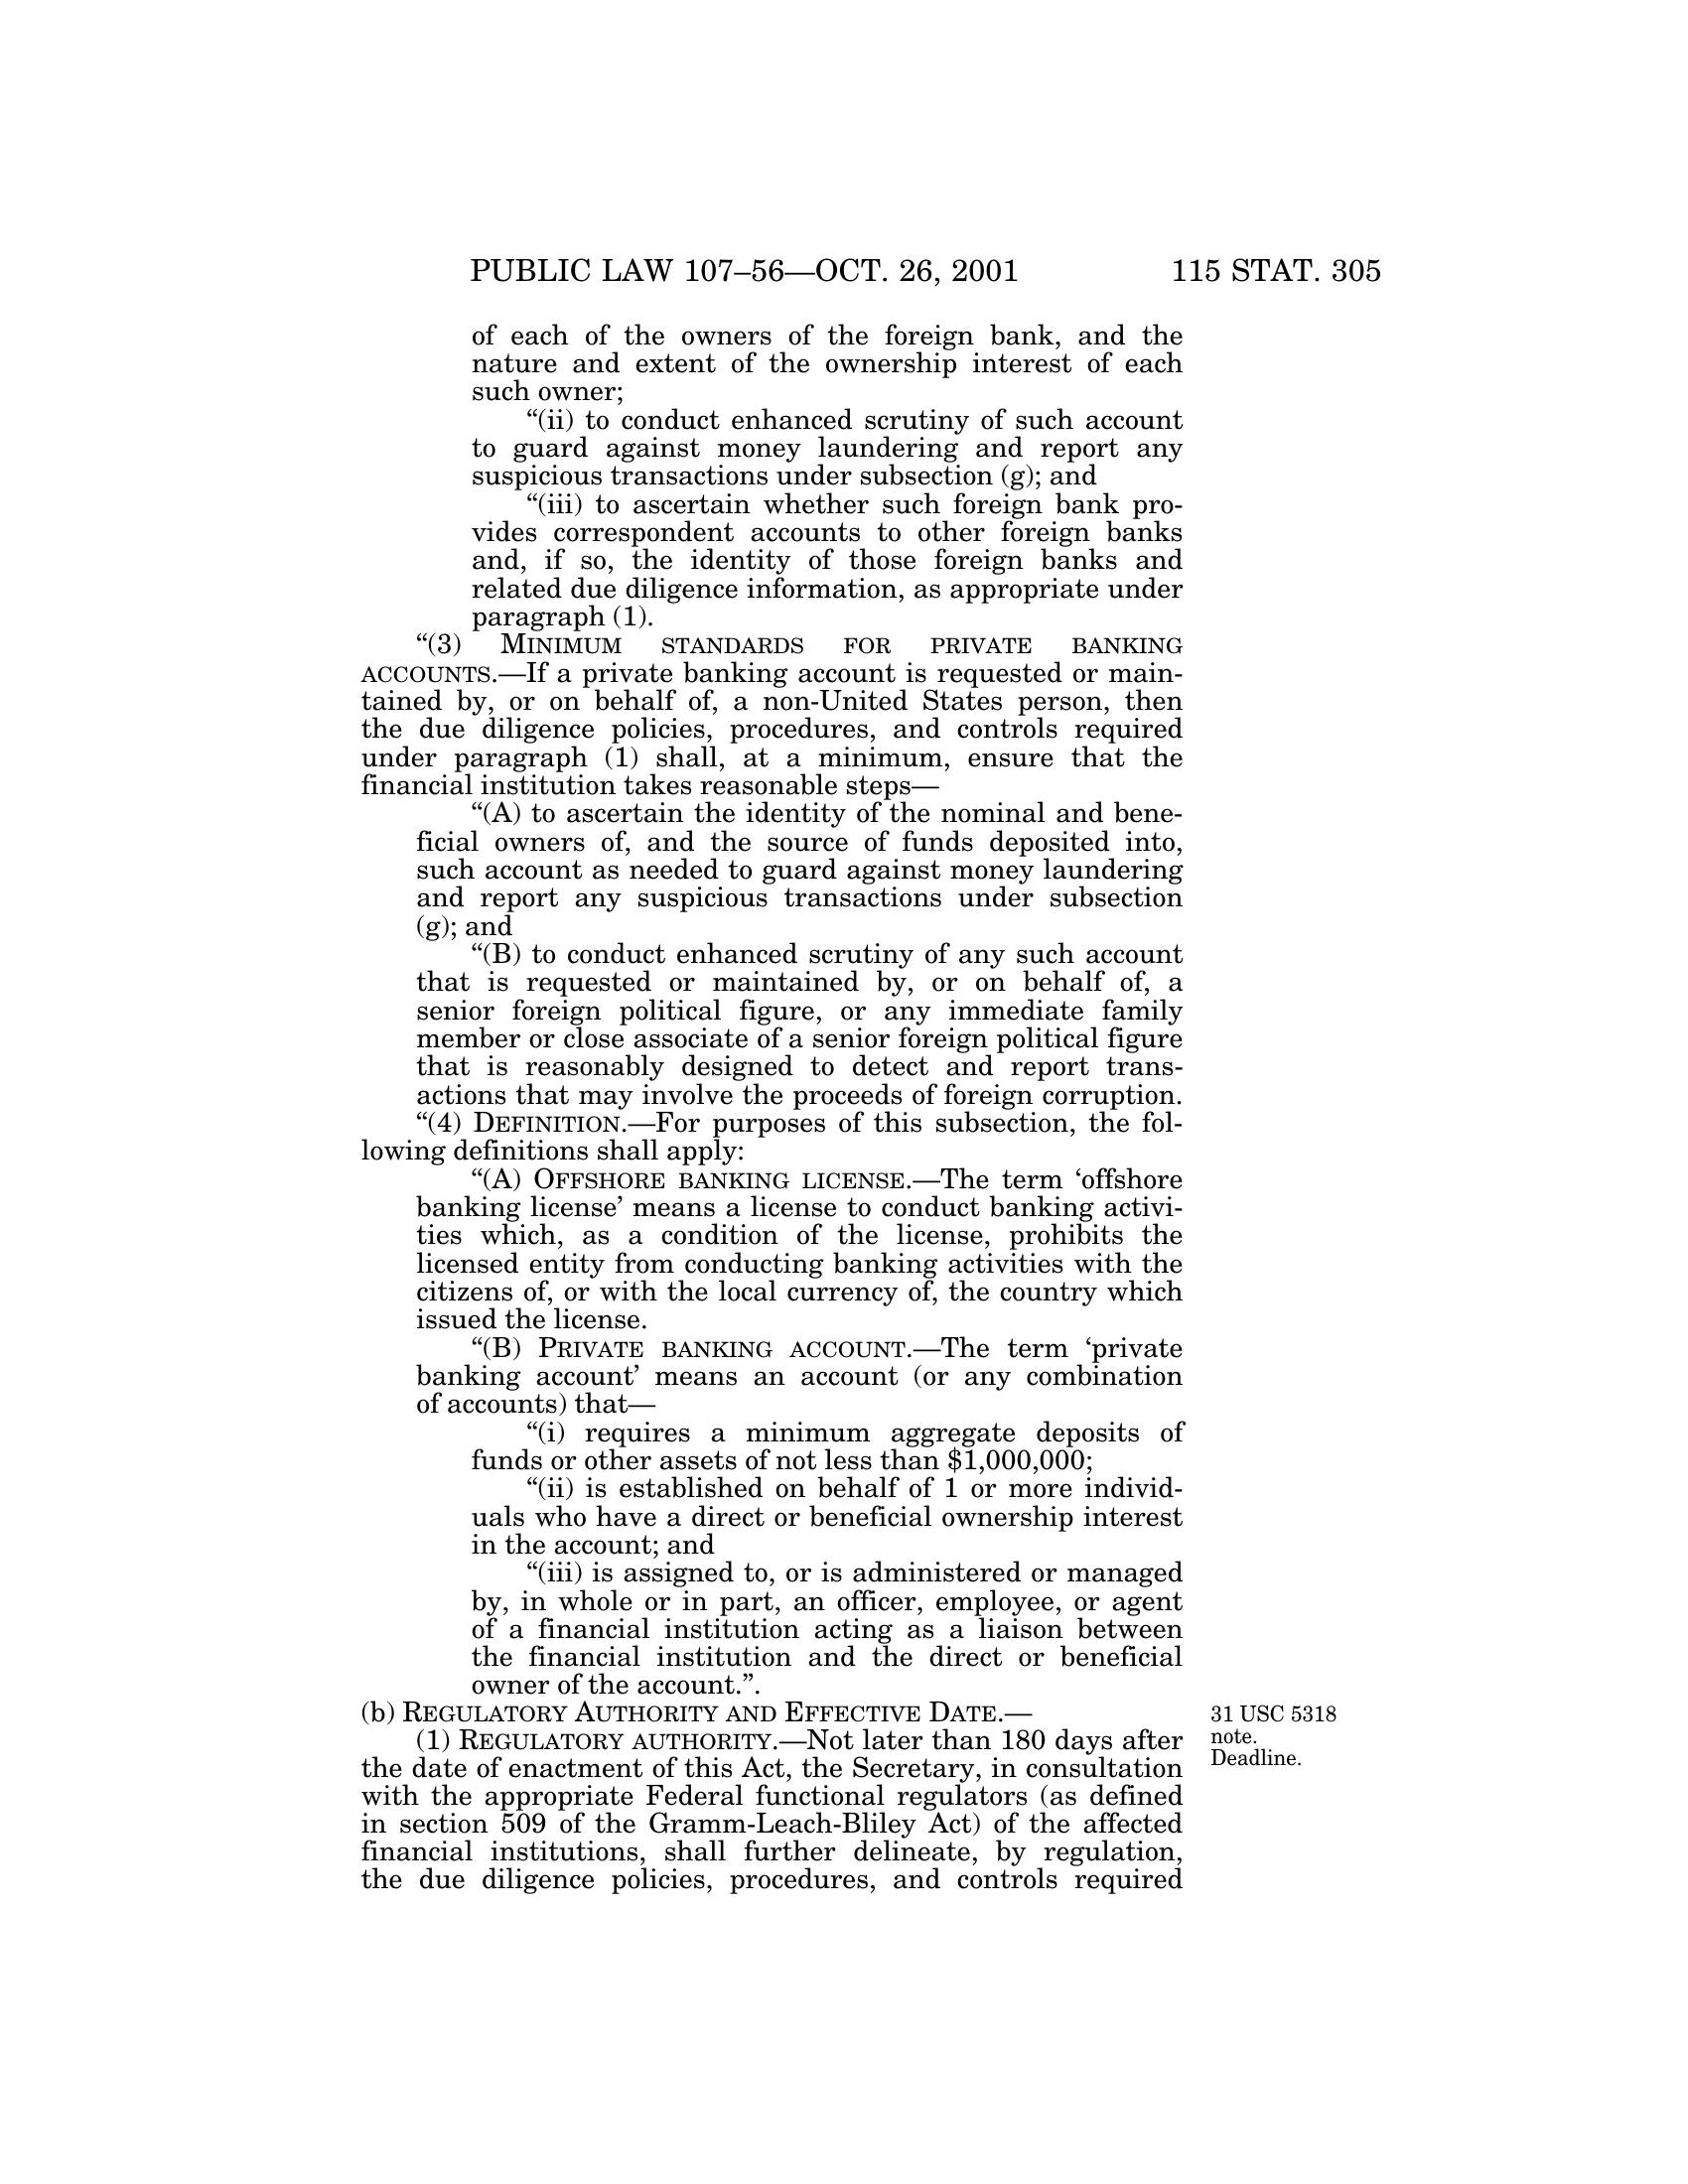 PUBLIC LAW 107–56—OCT. 26, 2001 115 STAT. 305
of each of the owners of the foreign bank, and the
nature and extent of the ownership interest of each
such owner;
“(ii) to conduct enhanced scrutiny of such account
to guard against money laundering and report any
suspicious transactions under subsection (g); and
“(iii) to ascertain whether such foreign bank pro-
vides correspondent accounts to other foreign banks
and, if so, the identity of those foreign banks and
related due diligence information, as appropriate under
paragraph (1).
“(3) MINIMUM STANDARDS FOR PRIVATE BANKING
ACCOUNTS.—If a private banking account is requested or main-
tained by, or on behalf of, a non-United States person, then
the due diligence policies, procedures, and controls required
under paragraph (1) shall, at a minimum, ensure that the
financial institution takes reasonable steps—
“(A) to ascertain the identity of the nominal and bene-
ficial owners of, and the source of funds deposited into,
such account as needed to guard against money laundering
and report any suspicious transactions under subsection
(g); and
“(B) to conduct enhanced scrutiny of any such account
that is requested or maintained by, or on behalf of, a
senior foreign political figure, or any immediate family
member or close associate of a senior foreign political figure
that is reasonably designed to detect and report trans-
actions that may involve the proceeds of foreign corruption.
“(4) DEFINITION.—For purposes of this subsection, the fol-
lowing definitions shall apply:
“(A) OFFSHORE BANKING LICENSE.—The term ‘offshore
banking license’ means a license to conduct banking activi-
ties which, as a condition of the license, prohibits the
licensed entity from conducting banking activities with the
citizens of, or with the local currency of, the country which
issued the license.
“(B) PRIVATE BANKING ACCOUNT.—The term ‘private
banking account’ means an account (or any combination
of accounts) that—
“(i) requires a minimum aggregate deposits of
funds or other assets of not less than $1,000,000;
“(ii) is established on behalf of 1 or more individ-
uals who have a direct or beneficial ownership interest
in the account; and
“(iii) is assigned to, or is administered or managed
by, in whole or in part, an officer, employee, or agent
of a financial institution acting as a liaison between
the financial institution and the direct or beneficial
owner of the account.”.
(b) REGULATORY AUTHORITY AND EFFECTIVE DATE.—
(1) REGULATORY AUTHORITY.—Not later than 180 days after
the date of enactment of this Act, the Secretary, in consultation
with the appropriate Federal functional regulators (as defined
in section 509 of the Gramm-Leach-Bliley Act) of the affected
financial institutions, shall further delineate, by regulation,
the due diligence policies, procedures, and controls required
31 USC 5318
note.
Deadline.